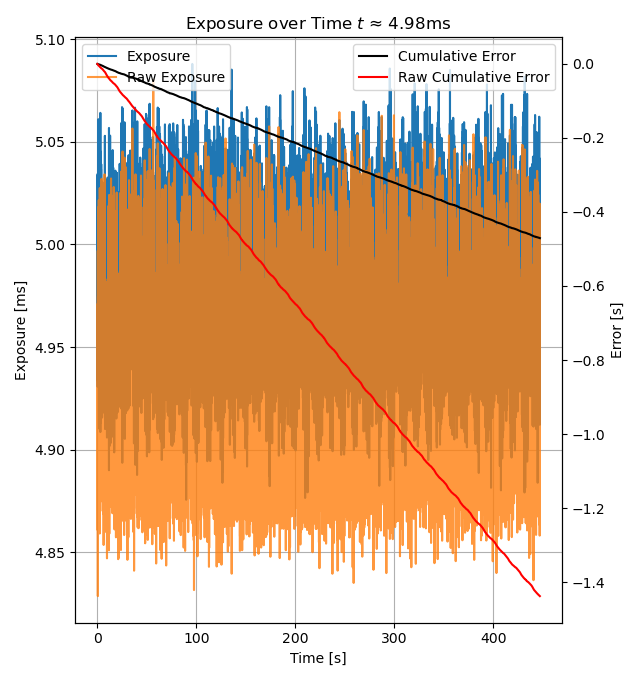 Exposure over Time t ≈ 4.98ms
Exposure
Raw Exposure
Cumulative Error
Raw Cumulative Error
5.10
5.05
5.00
4.95
4.90
4.85
Exposure [ms]
0.0
−0.2
−0.4
−0.6
−0.8
−1.0
−1.2
−1.4
Error [s]
0 100 200 300 400
Time [s]